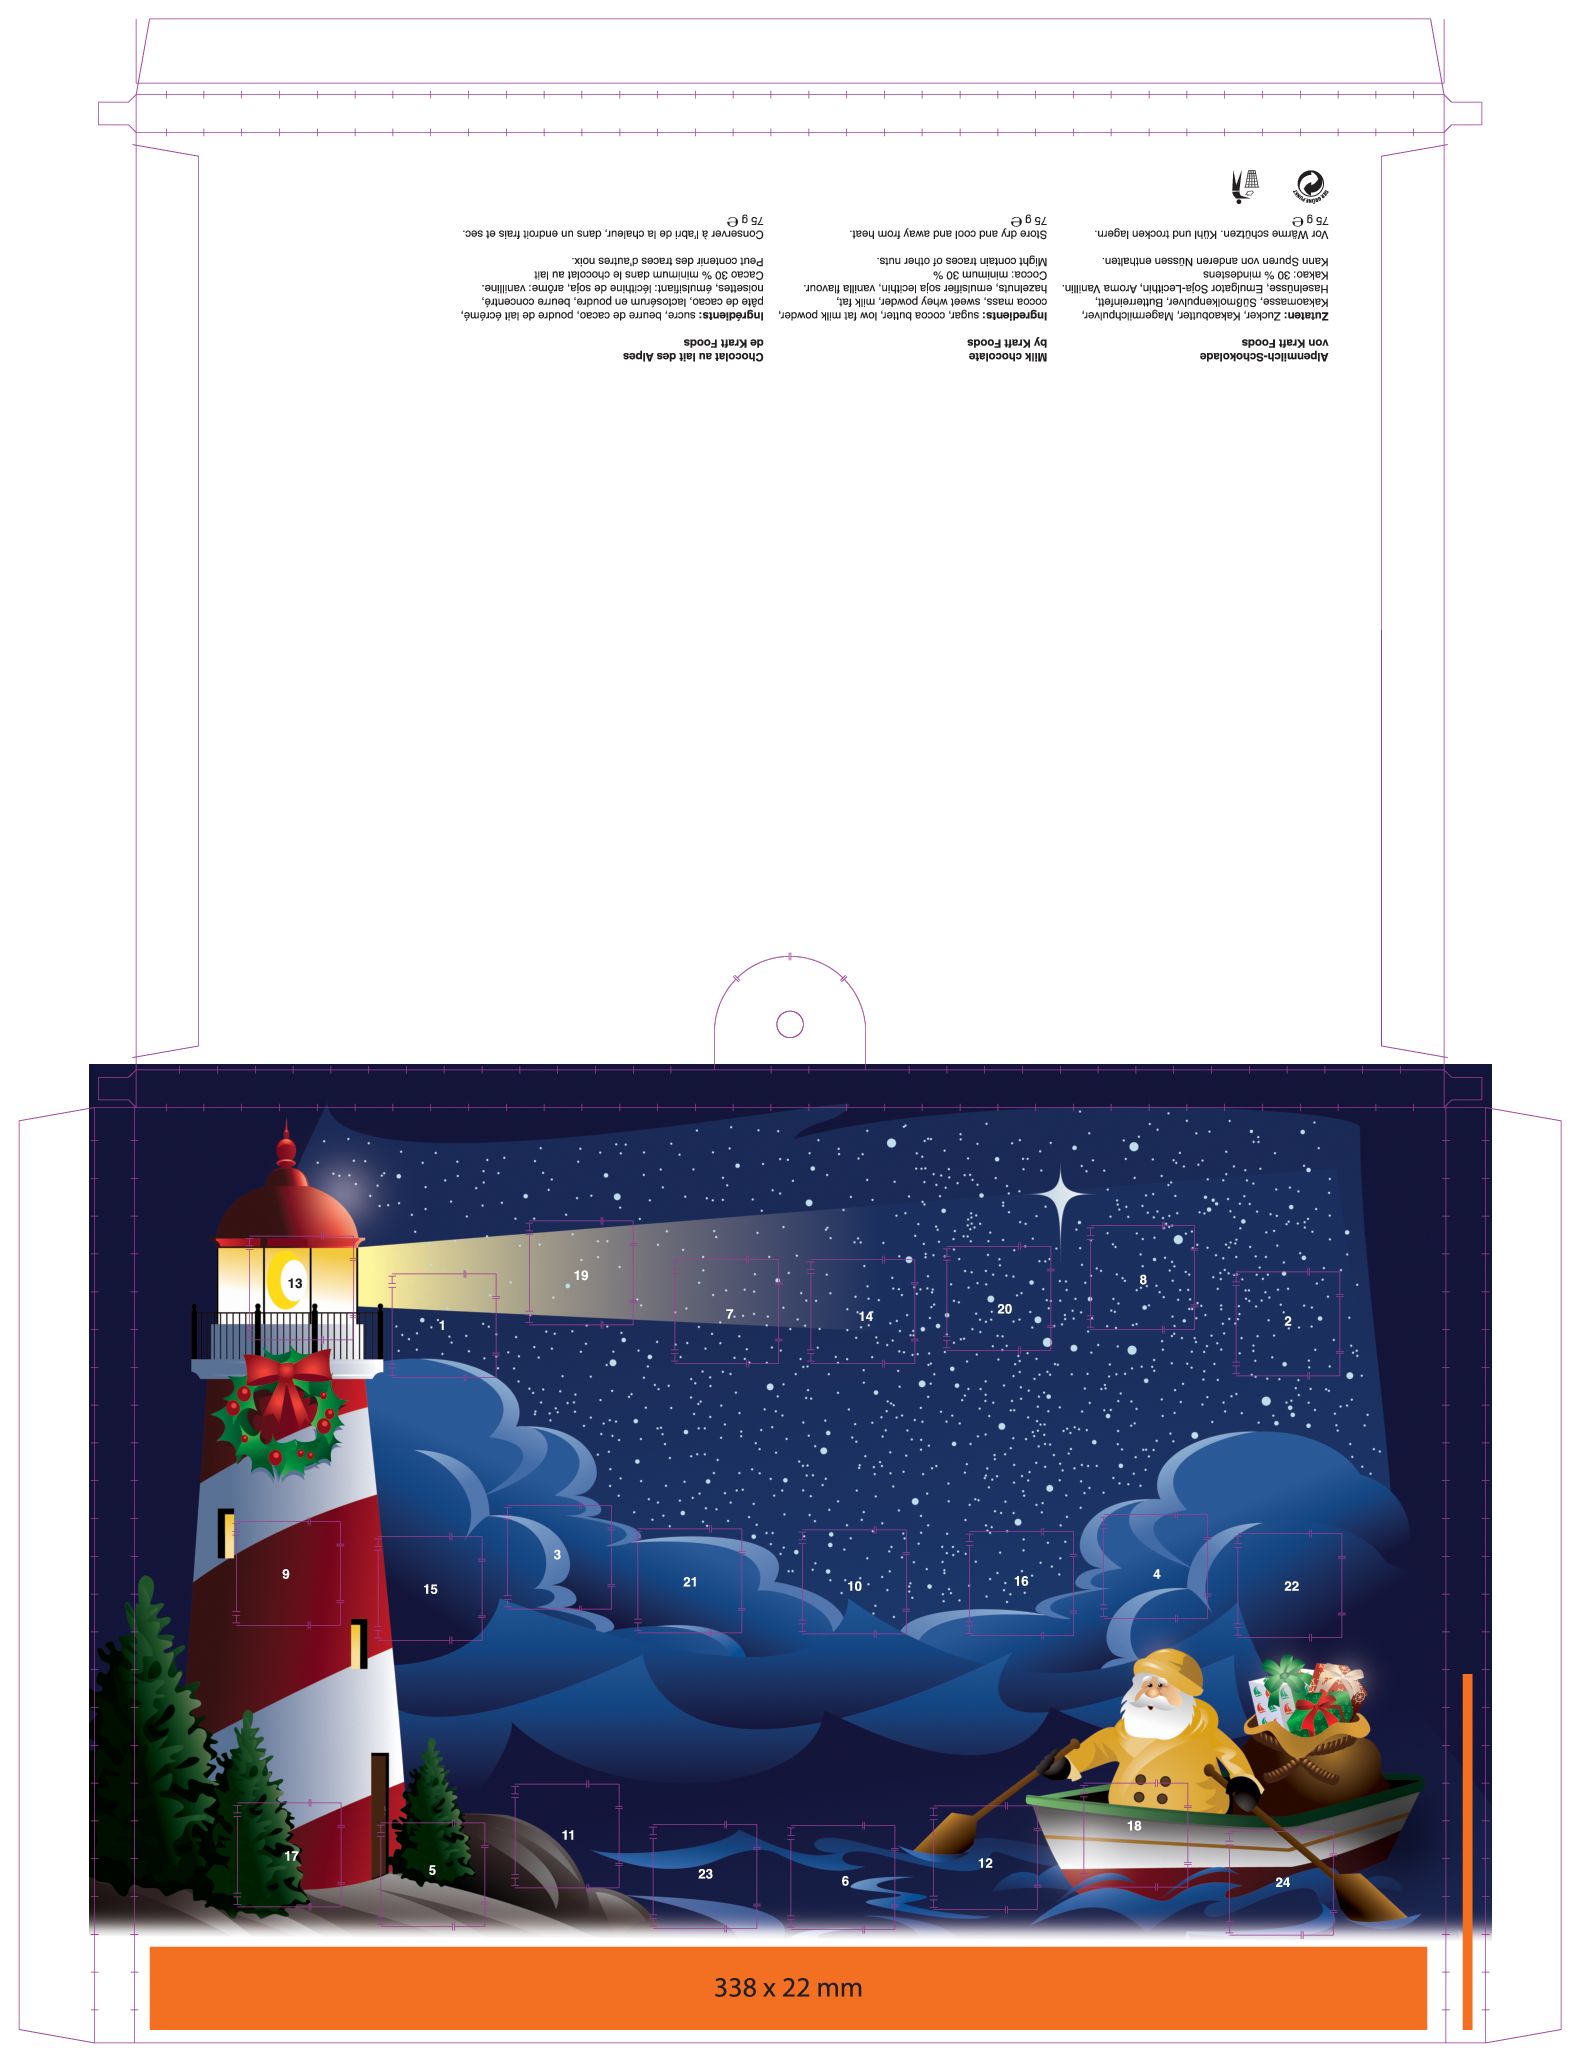 Alpenmilch-Schokolade
von Kraft Foods
Zutaten: Zucker, Kakaobutter, Magermilchpulver,
Kakaomasse, Süßmolkenpulver, Butterreinfett,
Haselnüsse, Emulgator Soja-Lecithin, Aroma Vanillin.
Kakao: 30 % mindestens
Kann Spuren von anderen Nüssen enthalten.
Vor Wärme schützen. Kühl und trocken lagern.
75 g ℮
DER GRÜNE PUNKT
Milk chocolate
by Kraft Foods
Ingredients: sugar, cocoa butter, low fat milk powder,
cocoa mass, sweet whey powder, milk fat,
hazelnuts, emulsifier soja lecithin, vanilla flavour.
Cocoa: minimum 30 %
Might contain traces of other nuts.
Store dry and cool and away from heat.
75 g ℮
Chocolat au lait des Alpes
de Kraft Foods
Ingrédients: sucre, beurre de cacao, poudre de lait écrémé,
pâte de cacao, lactosérum en poudre, beurre concentré,
noisettes, émulsifiant: lécithine de soja, arôme: vanilline.
Cacao 30 % minimum dans le chocolat au lait
Peut contenir des traces d'autres noix.
Conserver à l'abri de la chaleur, dans un endroit frais et sec.
75 g ℮
13
1
19
7
14
20
8
2
9
15
3
21
10
16
4
22
17
5
11
23
6
12
18
24
338 x 22 mm